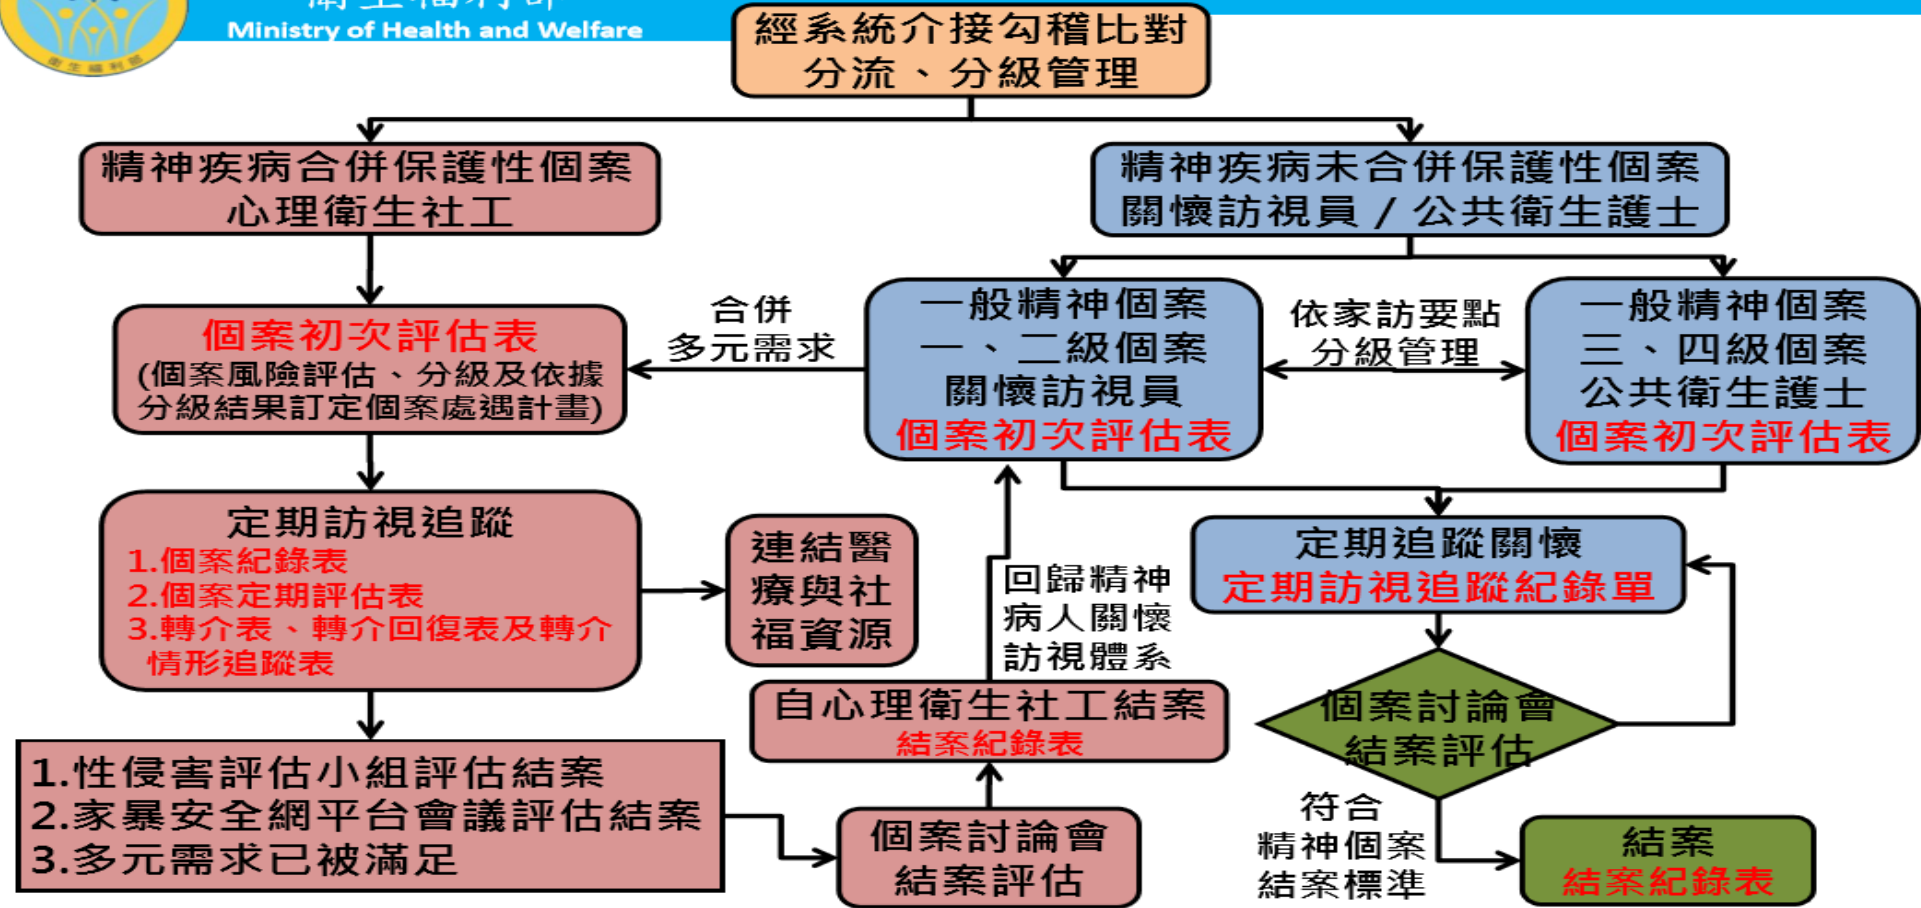 衛生福利部
Ministry of Health and Welfare
衛生福利部
經系統介接勾稽比對
分流、分級管理
精神疾病合併保護性個案
心理衛生社工
精神疾病未合併保護性個案
關懷訪視員 / 公共衛生護士
個案初次評估表
(個案風險評估、分級及依據
分級結果訂定個案處遇計畫)
合併
多元需求
一般精神個案
一、二級個案
關懷訪視員
個案初次評估表
依家訪要點
分級管理
一般精神個案
三、四級個案
公共衛生護士
個案初次評估表
定期訪視追蹤
1.個案紀錄表
2.個案定期評估表
3.轉介表、轉介回復表及轉介
情形追蹤表
連結醫
療與社
福資源
回歸精神
病人關懷
訪視體系
定期追蹤關懷
定期訪視追蹤紀錄單
自心理衛生社工結案
結案紀錄表
個案討論會
結案評估
1.性侵害評估小組評估結案
2.家暴安全網平台會議評估結案
3.多元需求已被滿足
個案討論會
結案評估
符合
精神個案
結案標準
結案
結案紀錄表